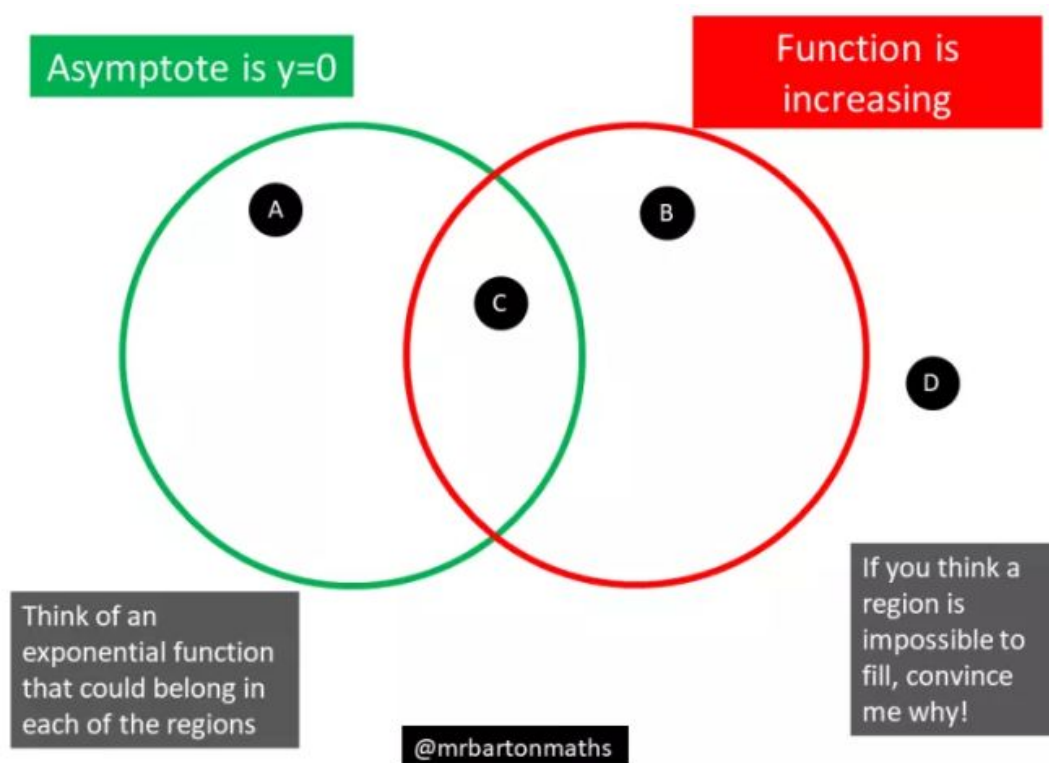 Asymptote is y=0
Function is
increasing
A
B
C
D
Think of an
exponential function
that could belong in
each of the regions
If you think a
region is
impossible to
fill, convince
me why!
@mrbartonmaths